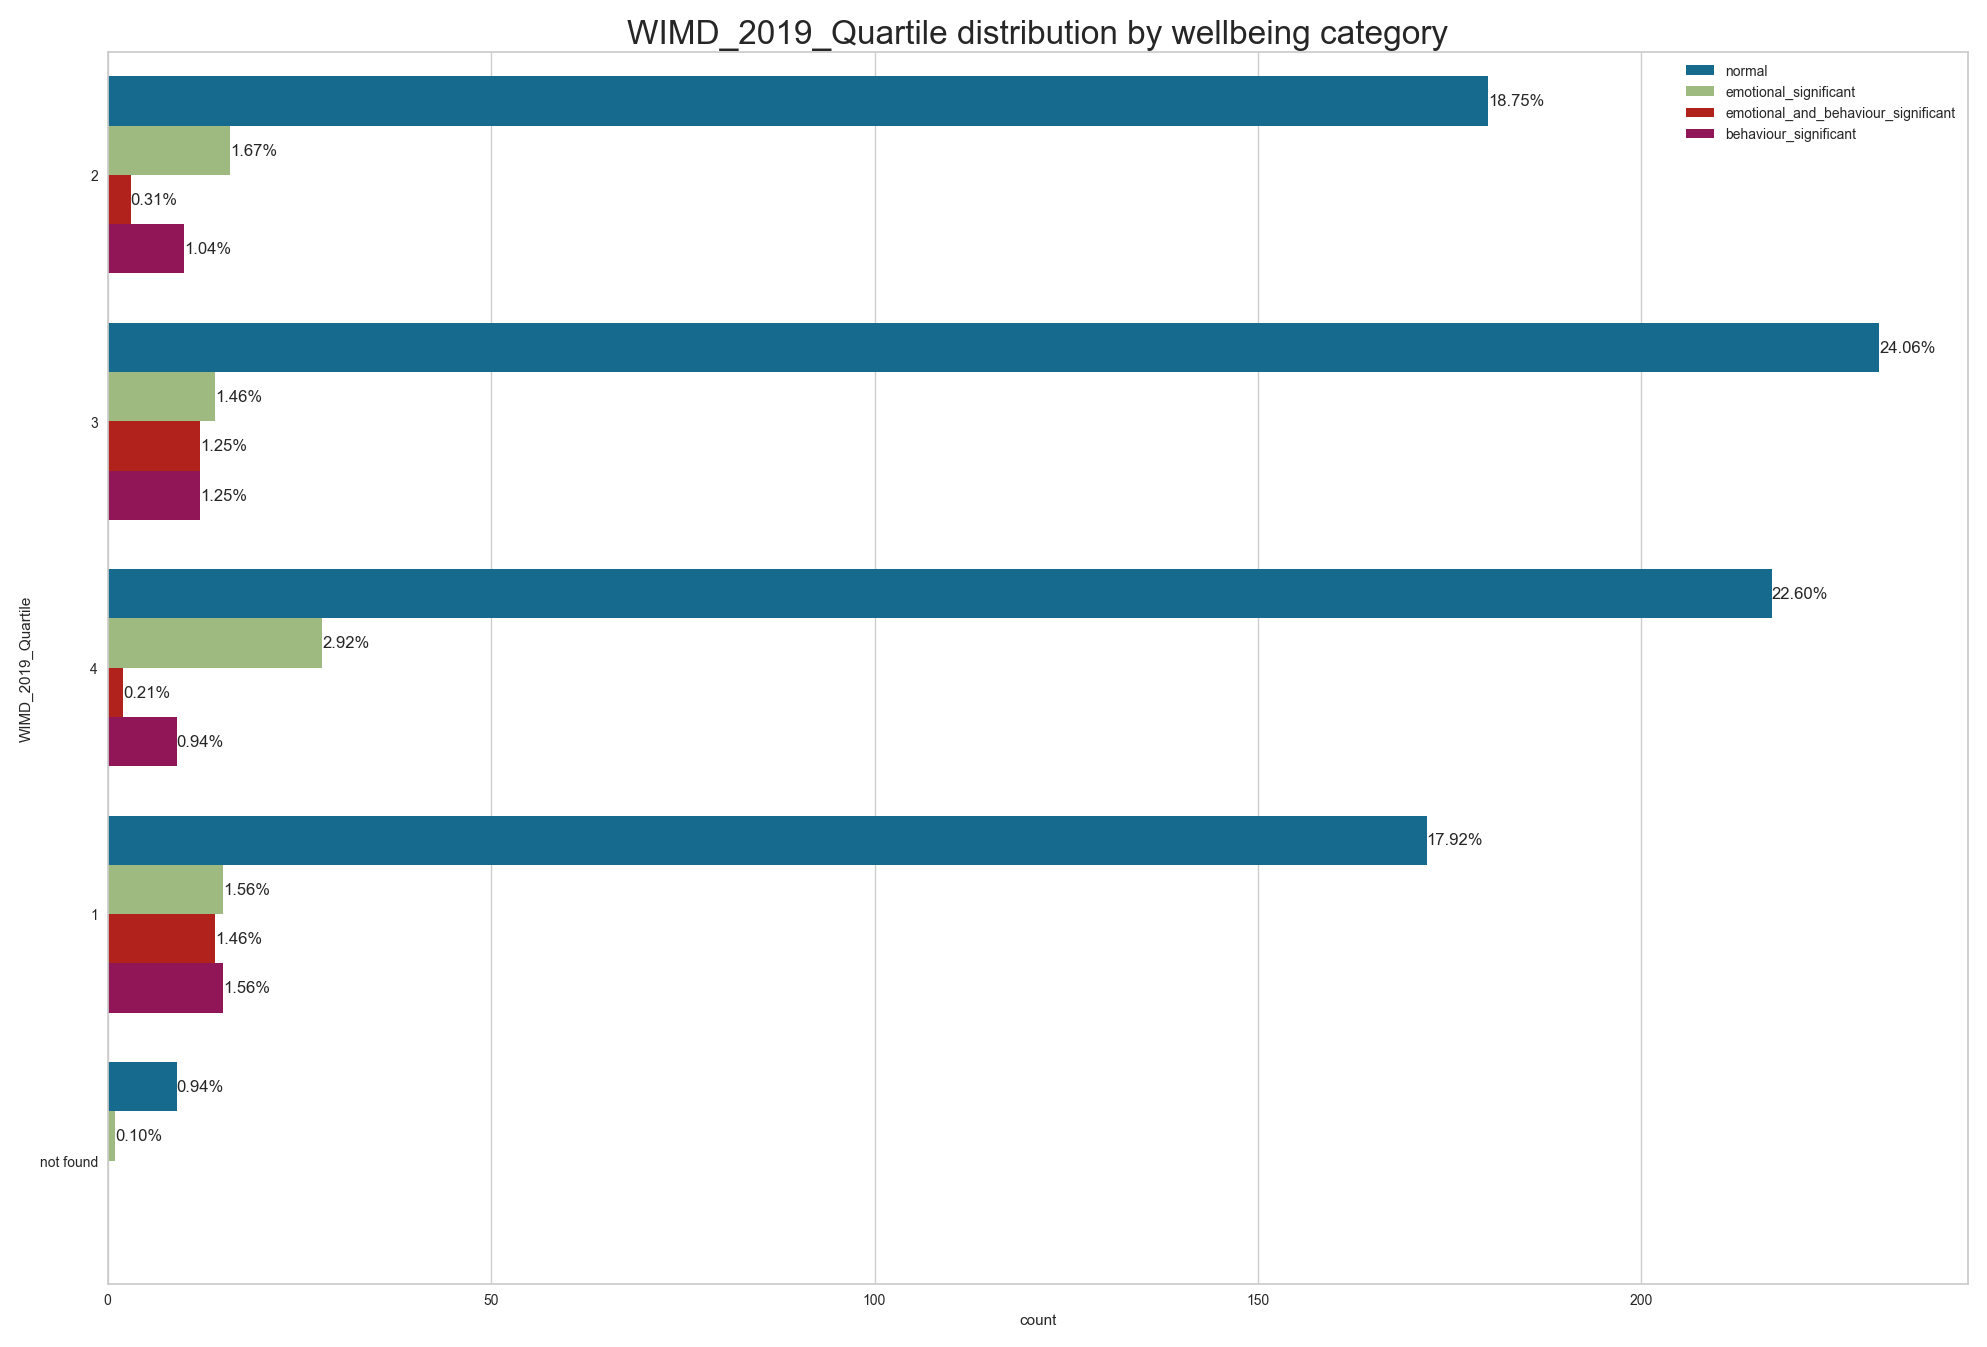 WIMD_2019_Quartile distribution by wellbeing category
normal
emotional_significant
emotional_and_behaviour_significant
behaviour_significant
18.75%
1.67%
2
0.31%
1.04%
24.06%
1.46%
3
1.25%
1.25%
22.60%
2.92%
4
0.21%
0.94%
WIMD_2019_Quartile
17.92%
1.56%
1
1.46%
1.56%
0.94%
0.10%
not found
0 50 100 150 200
count